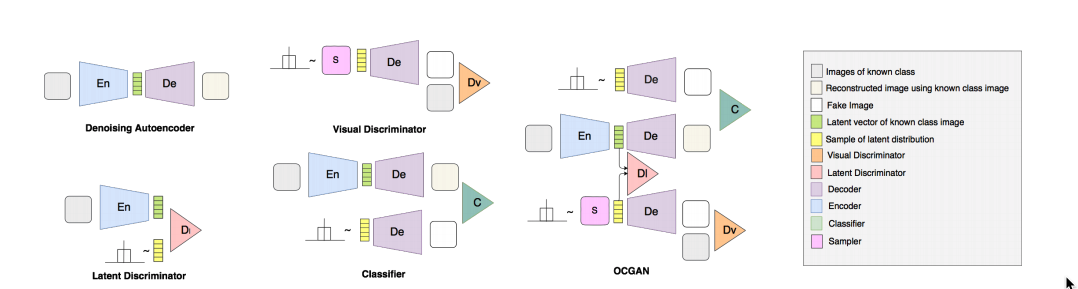 En
De
Denoising Autoencoder
~
S
De
Dv
Visual Discriminator
En
~
Dl
Latent Discriminator
En
De
C
~
De
Classifier
~
De
C
En
De
Dl
~
S
De
Dv
OCGAN
Images of known class
Reconstructed image using known class image
Fake Image
Latent vector of known class image
Sample of latent distribution
Visual Discriminator
Latent Discriminator
Decoder
Encoder
Classifier
Sampler